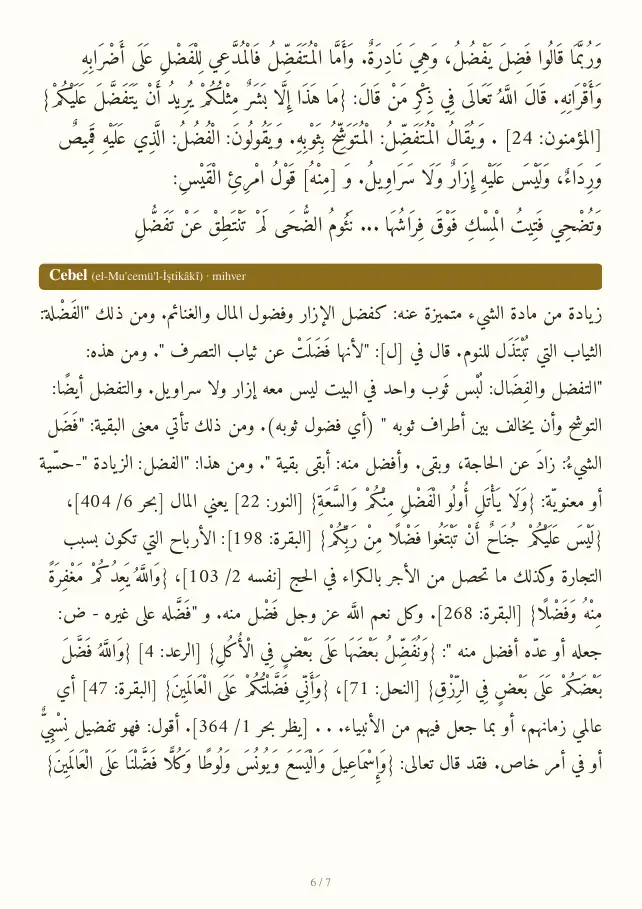 وَرُبَّمَا قَالُوا فَضِلَ يَفْضُلُ، وَهِيَ نَادِرَةٌ. وَأَمَّا الْمُتَفَضِّلُ فَالْمُدَّعِي لِلْفَضْلِ عَلَى أَضْرَابِهِ
وَأَقْرَانِهِ. قَالَ اللَّهُ تَعَالَى فِي ذِكْرِ مَنْ قَالَ: {مَا هَذَا إِلَّا بَشَرٌ مِثْلُكُمْ يُرِيدُ أَنْ يَتَفَضَّلَ عَلَيْكُمْ}
[المؤمنون: 24] . وَيُقَالُ الْمُتَفَضِّلُ: الْمُتَوَشِّحُ بِثَوْبِهِ. وَيَقُولُونَ: الْفُضُلُ: الَّذِي عَلَيْهِ قَمِيصٌ
وَرِدَاءٌ، وَلَيْسَ عَلَيْهِ إِزَارٌ وَلَا سَرَاوِيلُ. وَ [مِنْهُ] قَوْلُ امْرِئِ الْقَيْسِ:
وَتُضْحِي فَتِيتُ الْمِسْكِ فَوْقَ فِرَاشِهَا ... نَئُومُ الضُّحَى لَمْ تَنْتَطِقْ عَنْ تَفَضُّلِ
Cebel (el-Mu'cemü'l-İştikâkî) · mihver
زيادة من مادة الشيء متميزة عنه: كفضل الإزار وفضول المال والغنائم. ومن ذلك "الفَضْلة:
الثياب التي تُبْتَذَل للنوم. قال في [ل]: "لأنها فَضَلَتْ عن ثياب التصرف ". ومن هذه:
"التفضل والفِضَال: لُبْس ثَوب واحد في البيت ليس معه إزار ولا سراويل. والتفضل أيضًا:
التوشح وأن يخالف بين أطراف ثوبه " (أي فضول ثوبه). ومن ذلك تأتي معنى البقية: "فَضَل
الشيءُ: زادَ عن الحاجة، وبقى. وأفضل منه: أبقى بقية ". ومن هذا: "الفضل: الزيادة "-حسّية
أو معنويّة: {وَلَا يَأْتَلِ أُولُو الْفَضْلِ مِنْكُمْ وَالسَّعَةِ} [النور: 22] يعني المال [بحر 6/ 404]،
{لَيْسَ عَلَيْكُمْ جُنَاحٌ أَنْ تَبْتَغُوا فَضْلًا مِنْ رَبِّكُمْ} [البقرة: 198]: الأرباح التي تكون بسبب
التجارة وكذلك ما تحصل من الأجر بالكراء في الحج [نفسه 2/ 103]، {وَاللَّهُ يَعِدُكُمْ مَغْفِرَةً
مِنْهُ وَفَضْلًا} [البقرة: 268]. وكل نعم الله عز وجل فَضْل منه. و "فَضَّله على غيره - ض:
جعله أو عدّه أفضل منه ": {وَنُفَضِّلُ بَعْضَهَا عَلَى بَعْضٍ فِي الْأُكُلِ} [الرعد: 4] {وَاللَّهُ فَضَّلَ
بَعْضَكُمْ عَلَى بَعْضٍ فِي الرِّزْقِ} [النحل: 71]، {وَأَنِّي فَضَّلْتُكُمْ عَلَى الْعَالَمِينَ} [البقرة: 47] أي
عالمي زمانهم، أو بما جعل فيهم من الأنبياء. . . [يظر بحر 1/ 364]. أقول: فهو تفضيل نِسْبِيٌّ
أو في أمر خاص. فقد قال تعالى: {وَإِسْمَاعِيلَ وَالْيَسَعَ وَيُونُسَ وَلُوطًا وَكُلًّا فَضَّلْنَا عَلَى الْعَالَمِينَ}
6 / 7